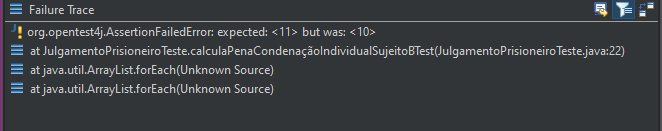 Failure Trace
org.opentest4j.AssertionFailedError: expected: <11> but was: <10>
at JulgamentoPrisioneiroTeste.calculaPenaCondenaçãoIndividualSujeitoBTest(JulgamentoPrisioneiroTeste.java:22)
at java.util.ArrayList.forEach(Unknown Source)
at java.util.ArrayList.forEach(Unknown Source)